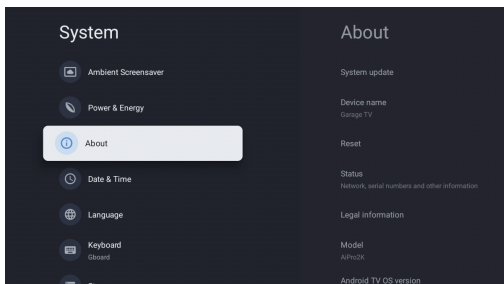 System
Ambient Screensaver
Power & Energy
About
Date & Time
Language
Keyboard
Gboard
About
System update
Device name
Garage TV
Reset
Status
Network, serial numbers and other information
Legal information
Model
AiPro2K
Android TV OS version